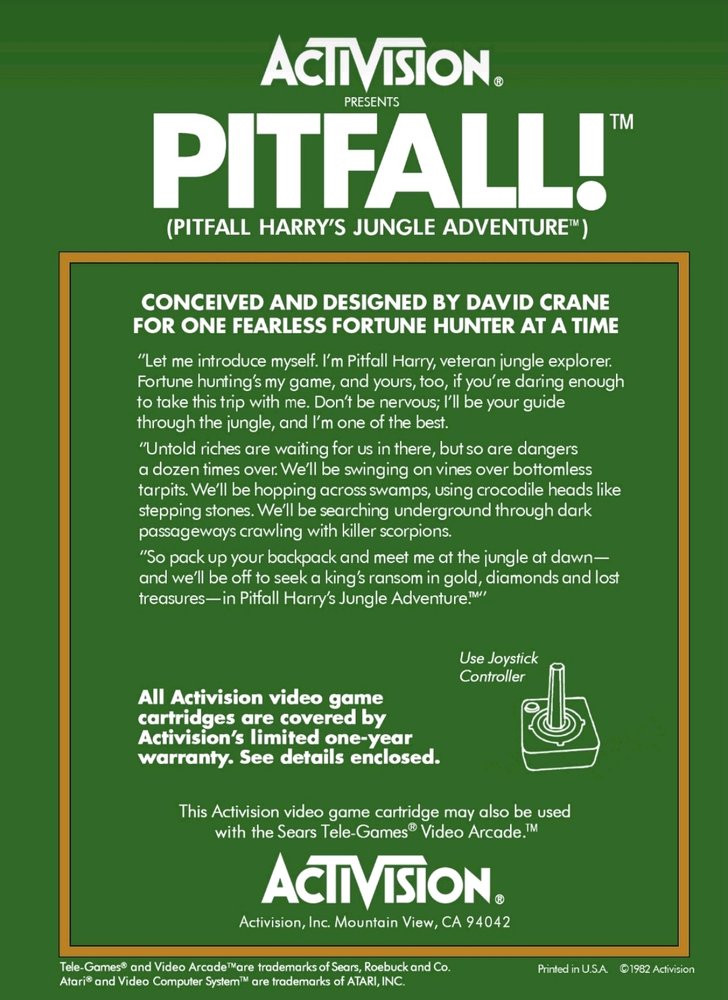 ACTIVISION®
PRESENTS
PITFALL!™
(PITFALL HARRY'S JUNGLE ADVENTURE™)
CONCEIVED AND DESIGNED BY DAVID CRANE
FOR ONE FEARLESS FORTUNE HUNTER AT A TIME
"Let me introduce myself. I'm Pitfall Harry, veteran jungle explorer.
Fortune hunting's my game, and yours, too, if you're daring enough
to take this trip with me. Don't be nervous; I'll be your guide
through the jungle, and I'm one of the best.
"Untold riches are waiting for us in there, but so are dangers
a dozen times over. We'll be swinging on vines over bottomless
tarpits. We'll be hopping across swamps, using crocodile heads like
stepping stones. We'll be searching underground through dark
passageways crawling with killer scorpions.
"So pack up your backpack and meet me at the jungle at dawn—
and we'll be off to seek a king's ransom in gold, diamonds and lost
treasures—in Pitfall Harry's Jungle Adventure.™"
Use Joystick
Controller
All Activision video game
cartridges are covered by
Activision's limited one-year
warranty. See details enclosed.
This Activision video game cartridge may also be used
with the Sears Tele-Games® Video Arcade.™
ACTIVISION®
Activision, Inc. Mountain View, CA 94042
Tele-Games® and Video Arcade™are trademarks of Sears, Roebuck and Co.
Atari® and Video Computer System™ are trademarks of ATARI, INC.
Printed in U.S.A. ©1982 Activision